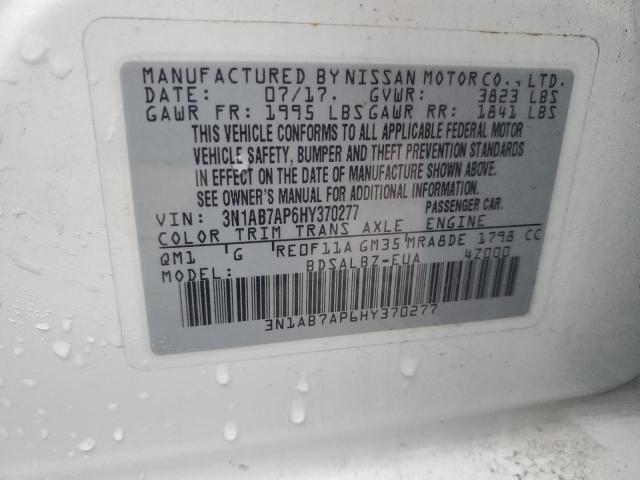 MANUFACTURED BY NISSAN MOTOR CO., LTD.
DATE: 07/17. GVWR: 3823 LBS
GAWR FR: 1995 LBS GAWR RR: 1841 LBS
THIS VEHICLE CONFORMS TO ALL APPLICABLE FEDERAL MOTOR
VEHICLE SAFETY, BUMPER AND THEFT PREVENTION STANDARDS
IN EFFECT ON THE DATE OF MANUFACTURE SHOWN ABOVE.
SEE OWNER'S MANUAL FOR ADDITIONAL INFORMATION.
VIN: 3N1AB7AP6HY370277 PASSENGER CAR.
COLOR TRIM TRANS AXLE ENGINE
QM1 G RE0F11A GM35 MRA8DE 1798 CC
MODEL: BDSALBZ-EUA 4Z000
3N1AB7AP6HY370277